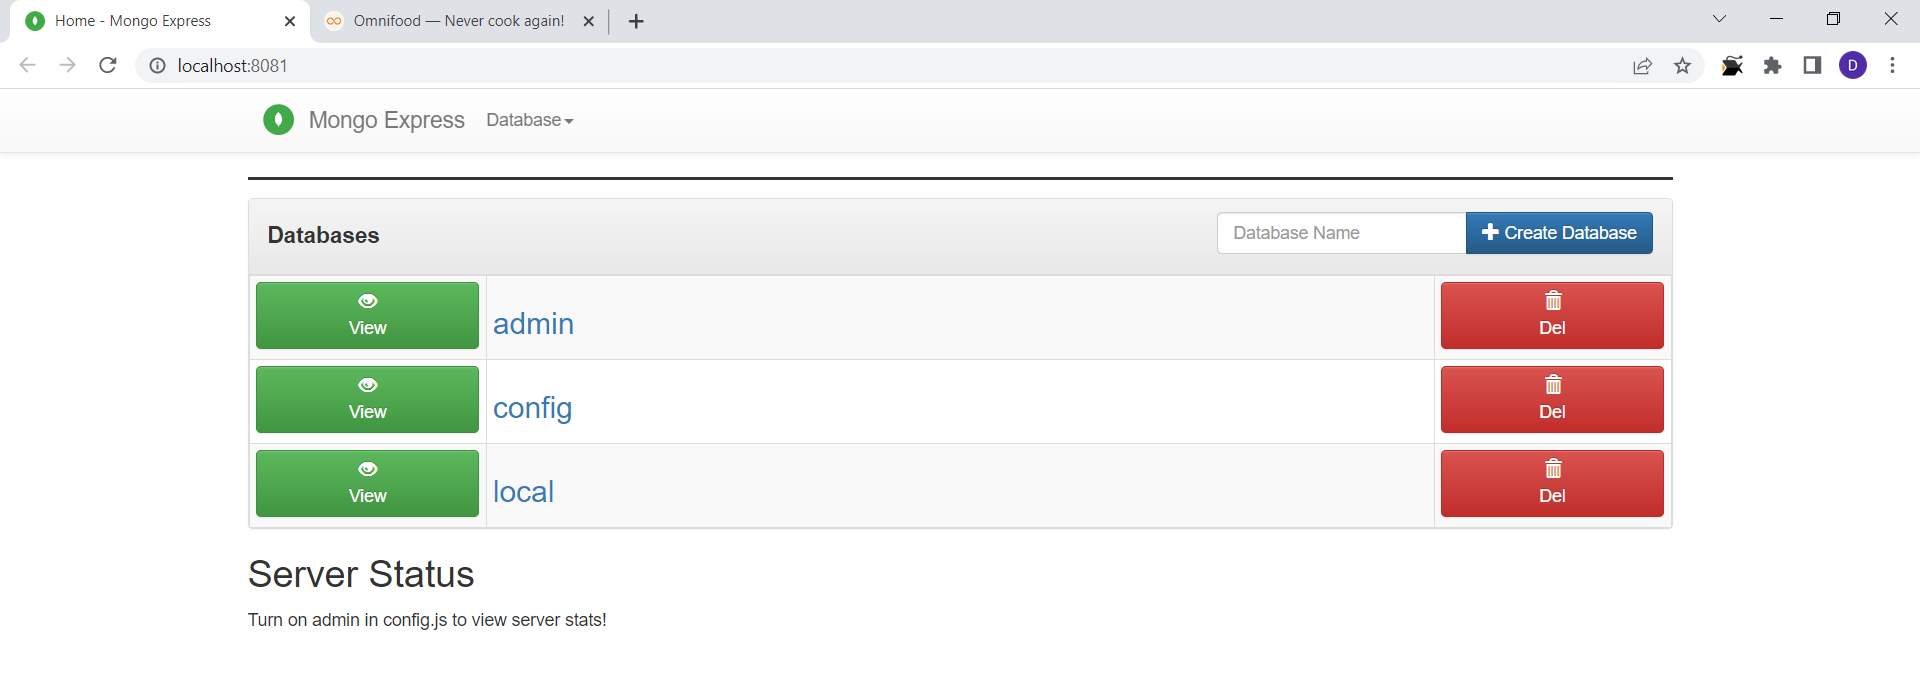 Home - Mongo Express
Omnifood — Never cook again!
localhost:8081
D
Mongo Express Database
Databases
Database Name
Create Database
View
admin
Del
View
config
Del
View
local
Del
Server Status
Turn on admin in config.js to view server stats!